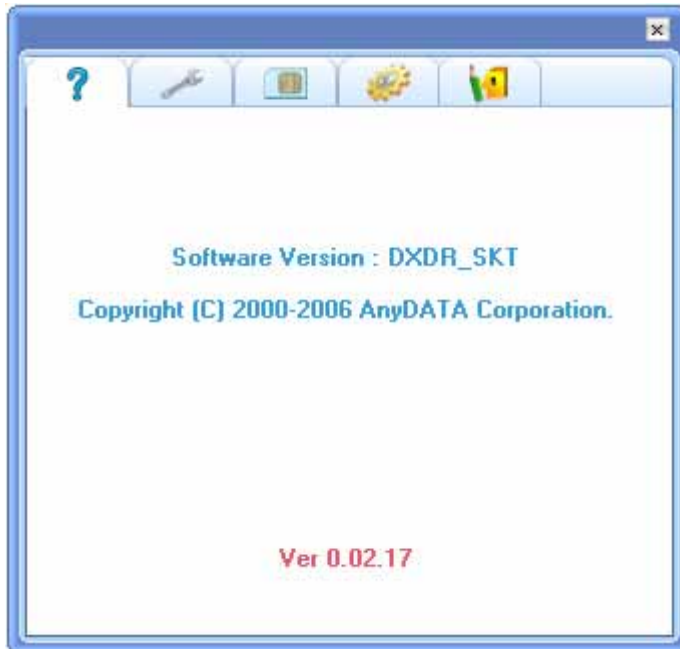 Software Version : DXDR_SKT
Copyright (C) 2000-2006 AnyDATA Corporation.
Ver 0.02.17